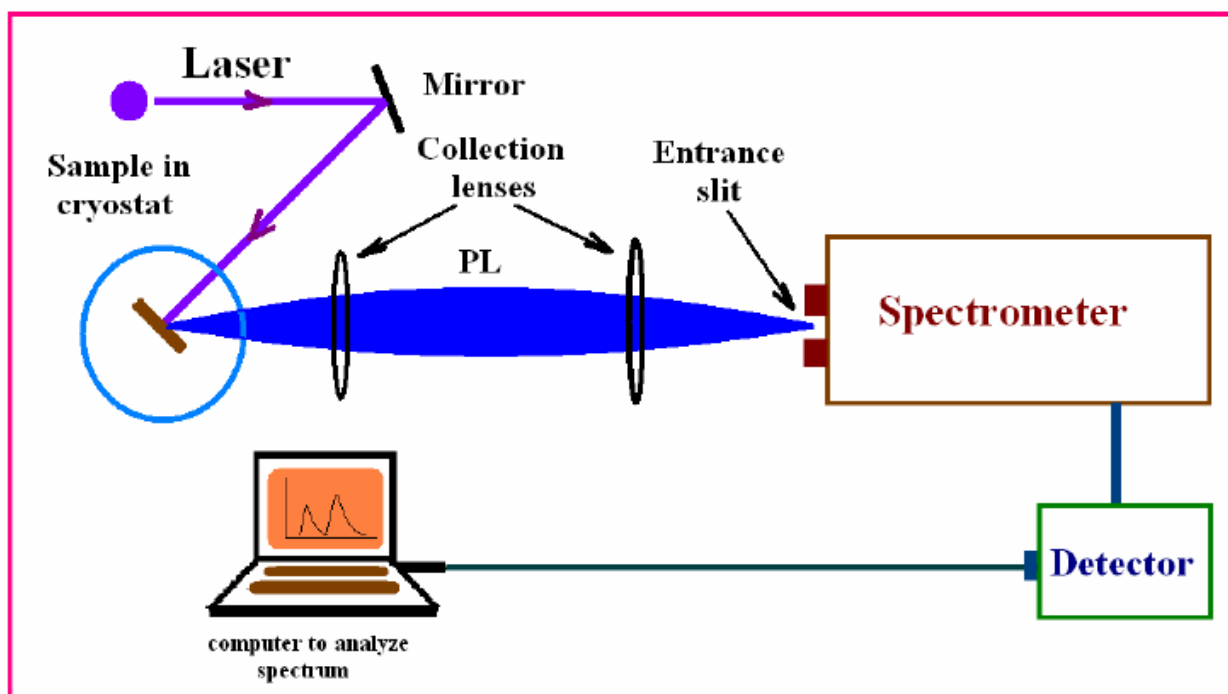 Laser
Mirror
Sample in
cryostat
Collection
lenses
Entrance
slit
PL
Spectrometer
Detector
computer to analyze
spectrum